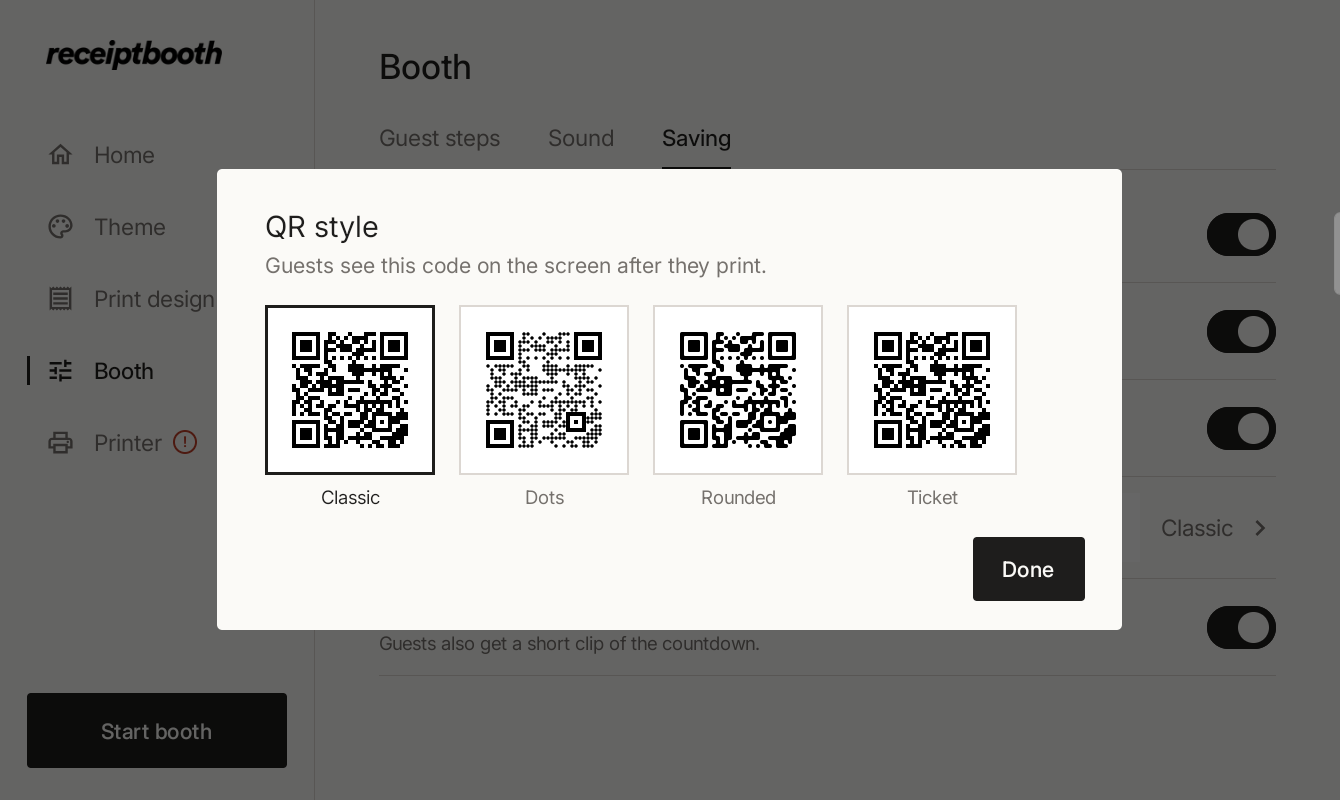 receiptbooth
Home
Theme
Print design
Booth
Printer
Start booth
Booth
Guest steps
Sound
Saving
QR style
Guests see this code on the screen after they print.
Classic
Dots
Rounded
Ticket
Done
Classic
Guests also get a short clip of the countdown.